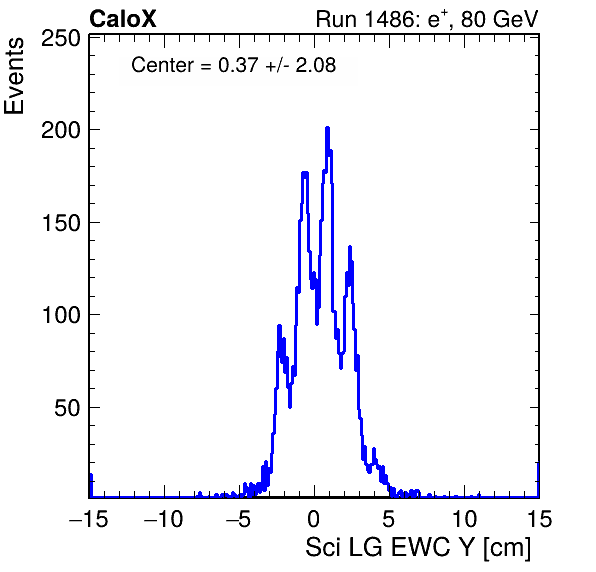 CaloX Run 1486: e⁺, 80 GeV
Events
Center = 0.37 +/- 2.08
250
200
150
100
50
−15 −10 −5 0 5 10 15
Sci LG EWC Y [cm]